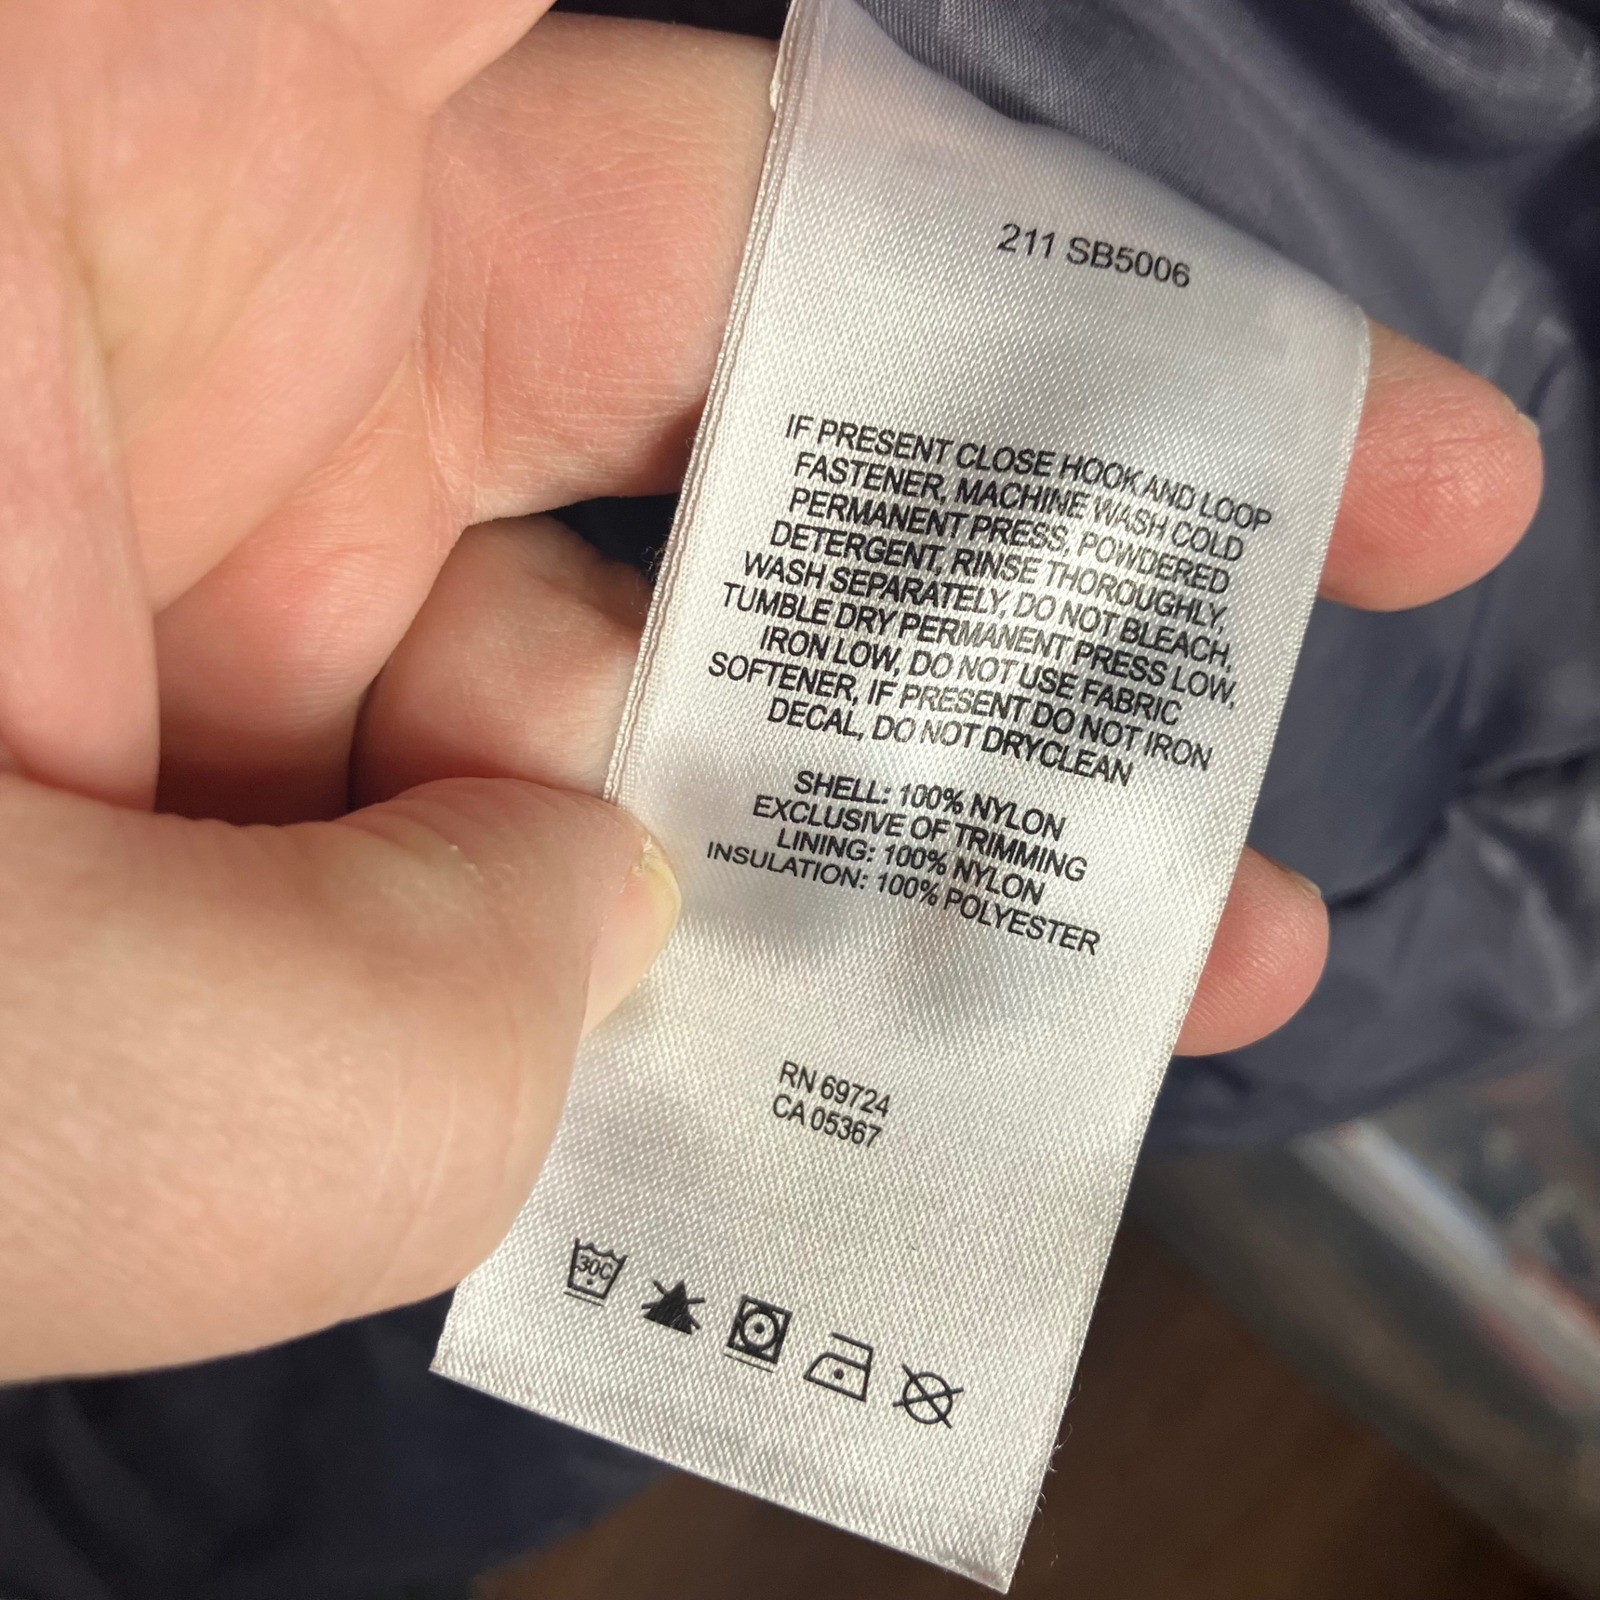 211 SB5006
IF PRESENT CLOSE HOOK AND LOOP
FASTENER, MACHINE WASH COLD
PERMANENT PRESS, POWDERED
DETERGENT, RINSE THOROUGHLY,
WASH SEPARATELY, DO NOT BLEACH,
TUMBLE DRY PERMANENT PRESS LOW,
IRON LOW, DO NOT USE FABRIC
SOFTENER, IF PRESENT DO NOT IRON
DECAL, DO NOT DRYCLEAN
SHELL: 100% NYLON
EXCLUSIVE OF TRIMMING
LINING: 100% NYLON
INSULATION: 100% POLYESTER
RN 69724
CA 05367
30C